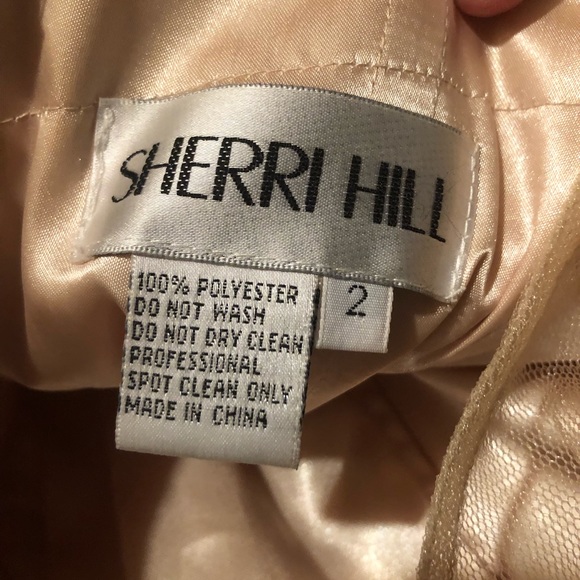 SHERRI HILL
100% POLYESTER
DO NOT WASH
DO NOT DRY CLEAN
PROFESSIONAL
SPOT CLEAN ONLY
MADE IN CHINA
2